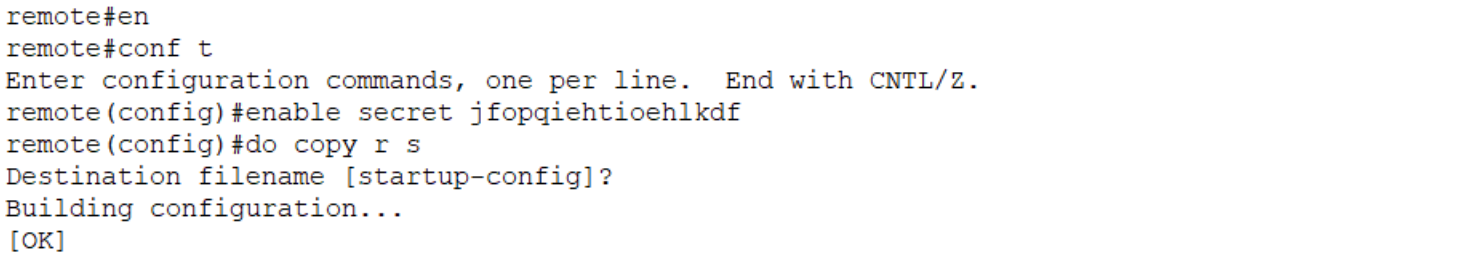 remote#en
remote#conf t
Enter configuration commands, one per line.  End with CNTL/Z.
remote(config)#enable secret jfopqiehtioehlkdf
remote(config)#do copy r s
Destination filename [startup-config]?
Building configuration...
[OK]